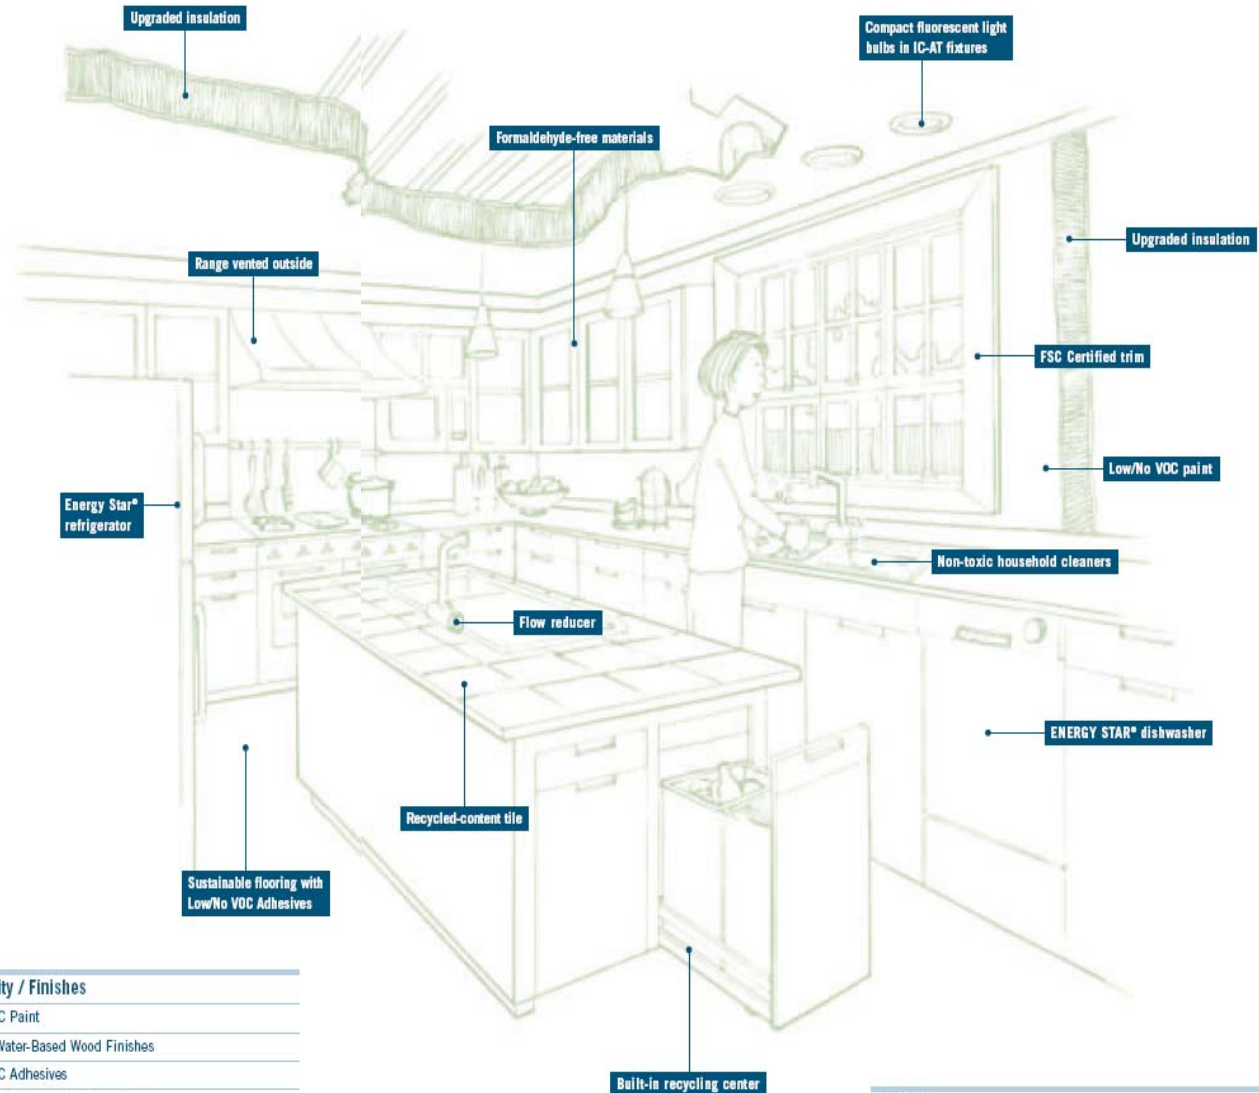 Upgraded insulation
Compact fluorescent light
bulbs in IC-AT fixtures
Formaldehyde-free materials
Upgraded insulation
Range vented outside
FSC Certified trim
Low/No VOC paint
Energy Star®
refrigerator
Non-toxic household cleaners
Flow reducer
ENERGY STAR® dishwasher
Recycled-content tile
Sustainable flooring with
Low/No VOC Adhesives
ity / Finishes
C Paint
Water-Based Wood Finishes
C Adhesives
Built-in recycling center